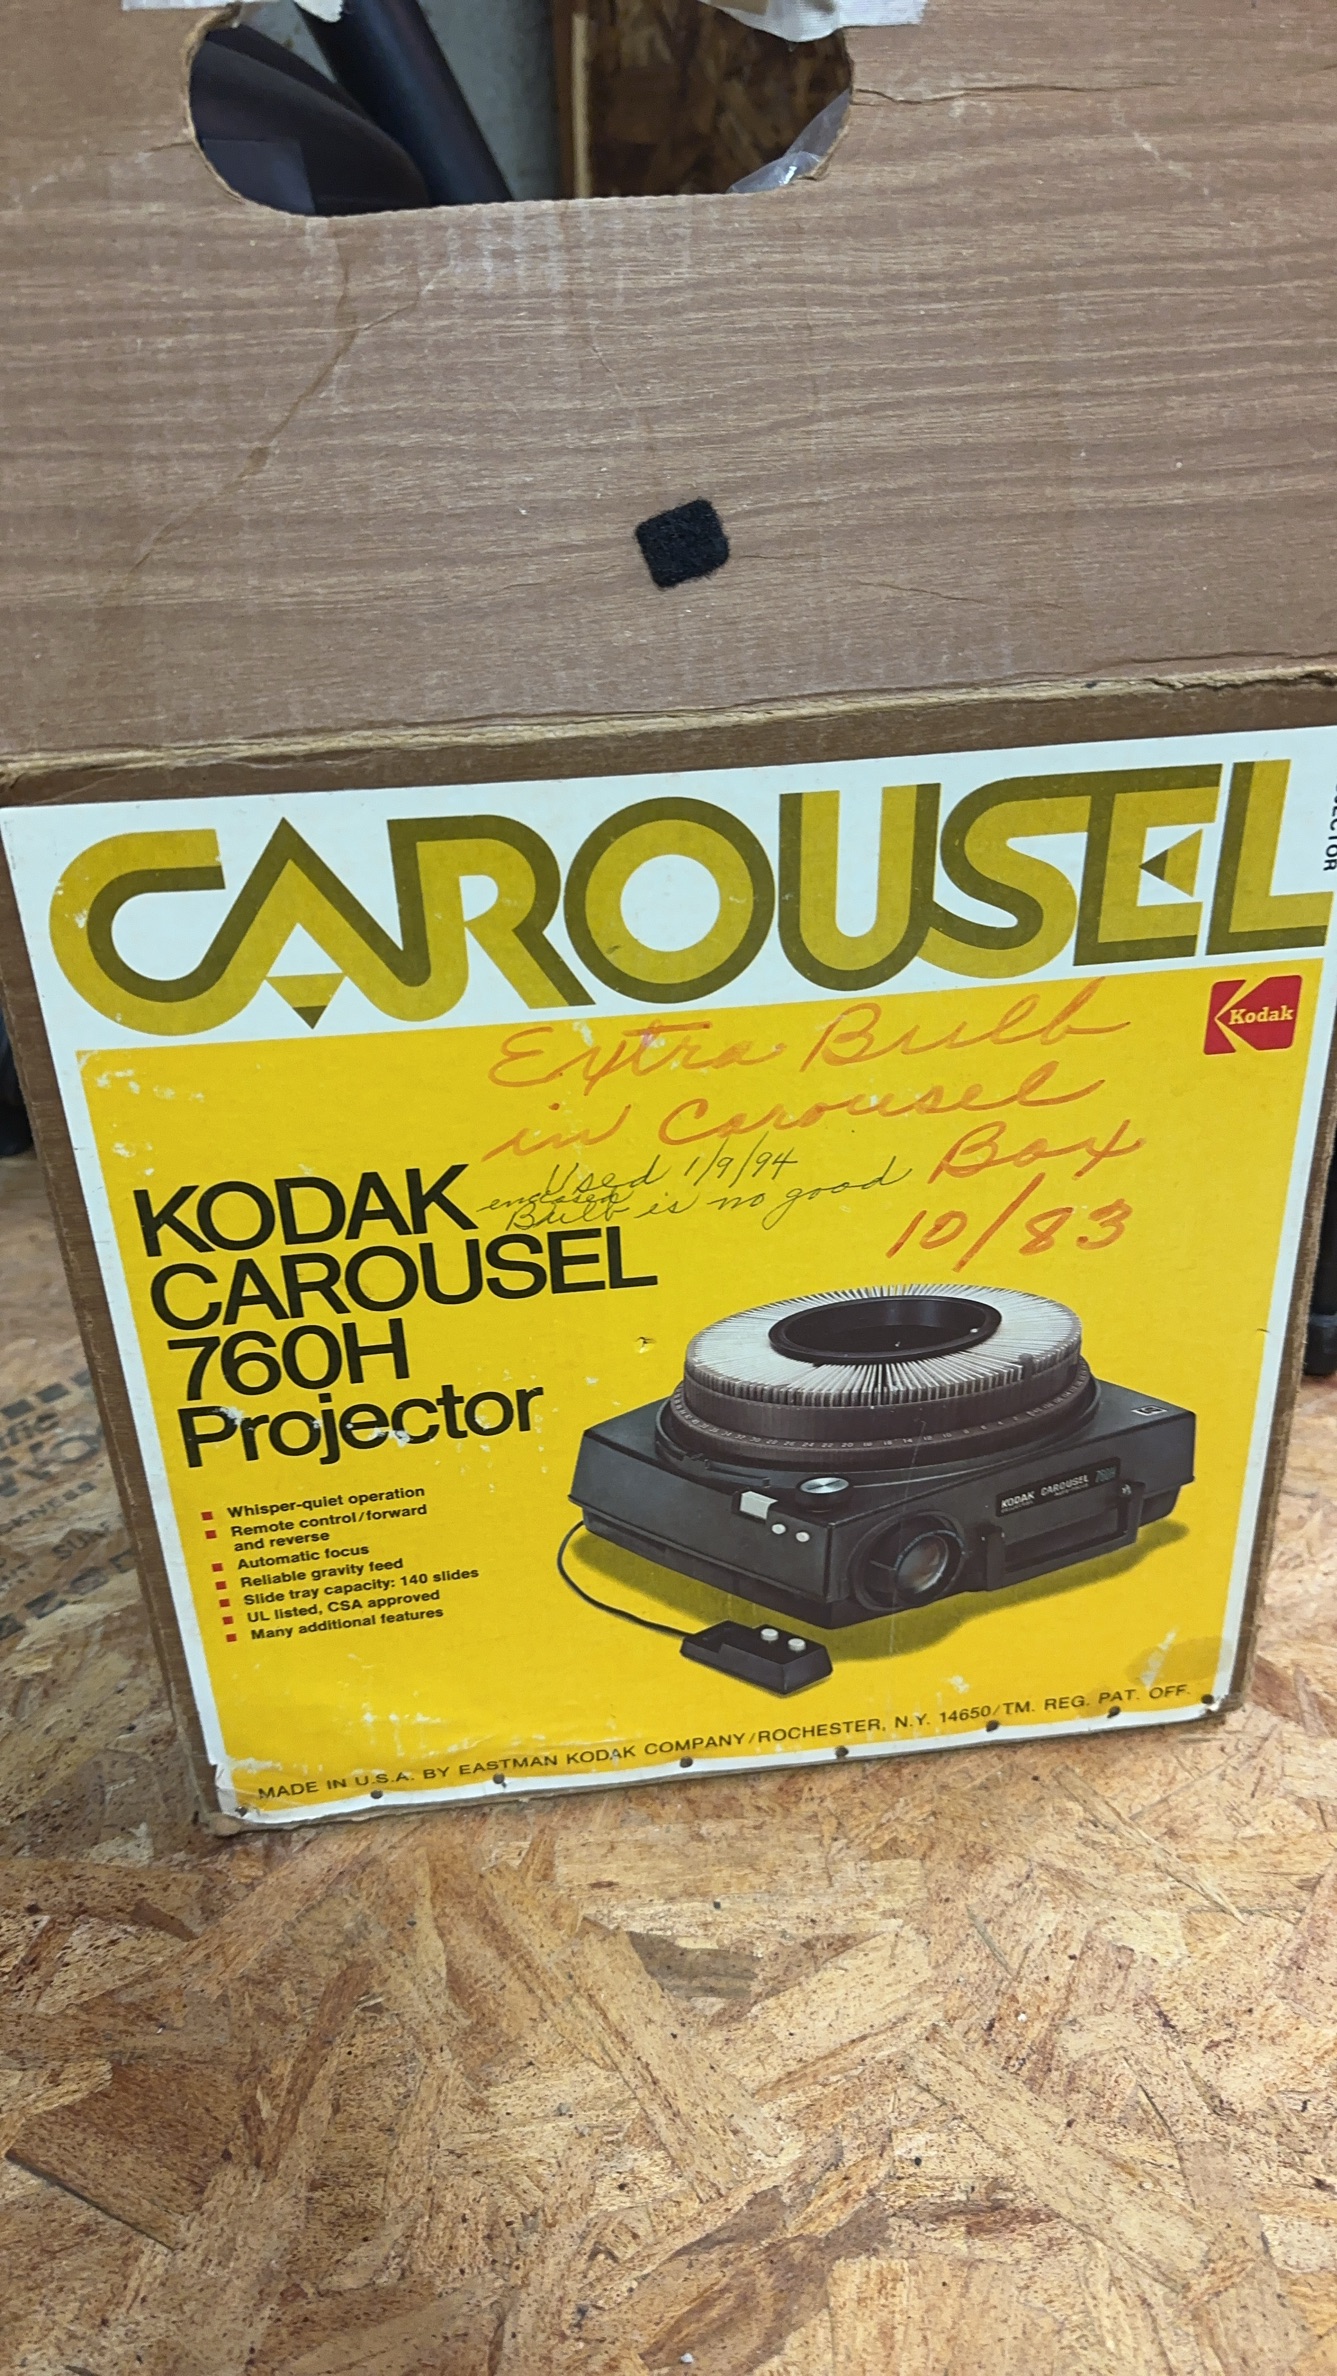 CAROUSEL
Kodak
Extra Bulb
in Carousel
Box
10/83
Used 1/9/94
enclosed
Bulb is no good
KODAK
CAROUSEL
760H
Projector
Whisper-quiet operation
Remote control/forward
and reverse
Automatic focus
Reliable gravity feed
Slide tray capacity: 140 slides
UL listed, CSA approved
Many additional features
KODAK CAROUSEL 760H
MADE IN U.S.A. BY EASTMAN KODAK COMPANY/ROCHESTER, N.Y. 14650/TM. REG. PAT. OFF.